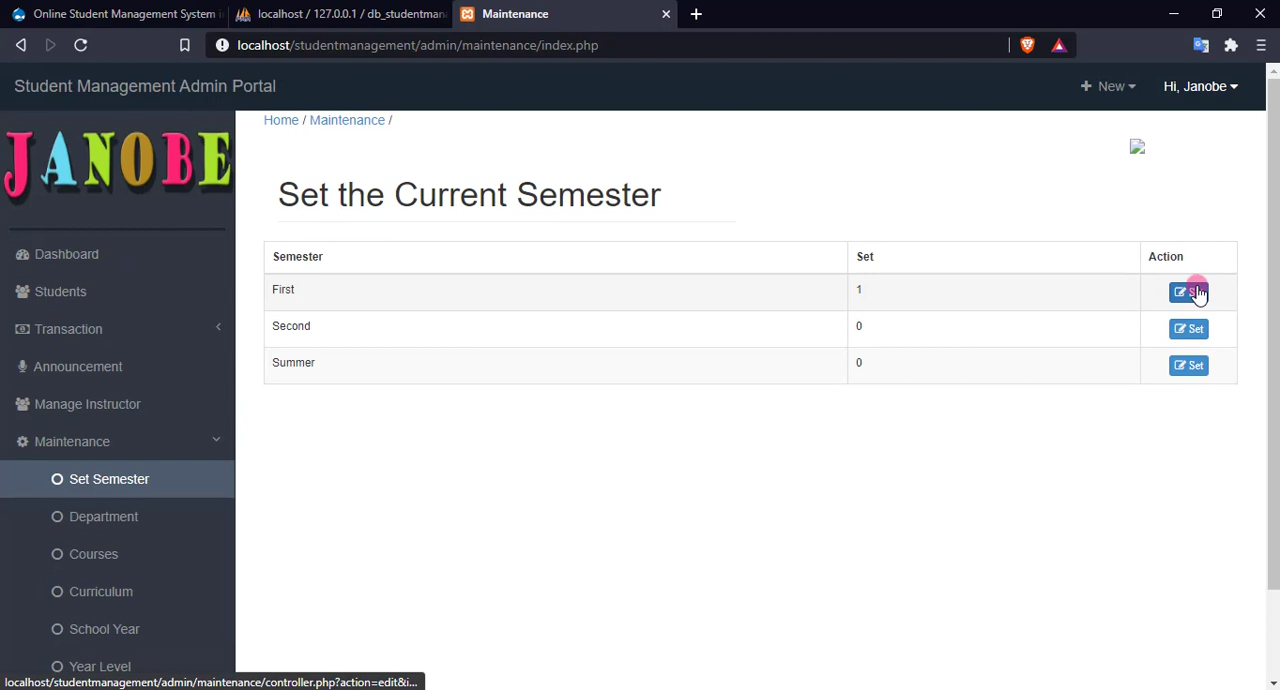 Online Student Management System i
localhost / 127.0.0.1 / db_studentman
Maintenance
localhost/studentmanagement/admin/maintenance/index.php
Student Management Admin Portal
New
Hi, Janobe
JANOBE
Home / Maintenance /
Set the Current Semester
Semester Set Action
First 1
Second 0 Set
Summer 0 Set
Dashboard
Students
Transaction
Announcement
Manage Instructor
Maintenance
Set Semester
Department
Courses
Curriculum
School Year
Year Level
localhost/studentmanagement/admin/maintenance/controller.php?action=edit&i...